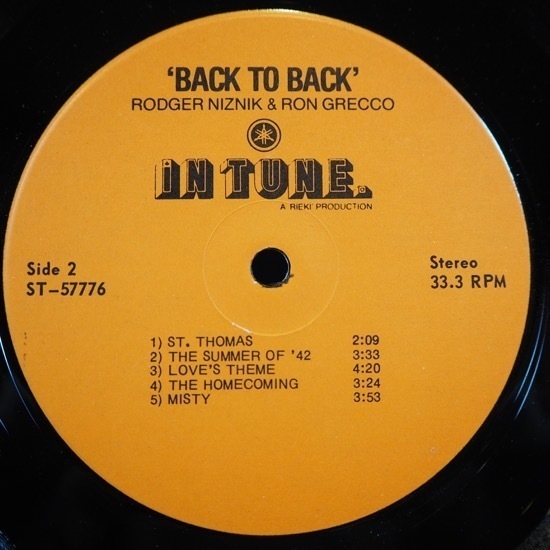 'BACK TO BACK'
RODGER NIZNIK & RON GRECCO
IN TUNE.
A RIEKI PRODUCTION
Side 2
ST-57776
Stereo
33.3 RPM
1) ST. THOMAS 2:09
2) THE SUMMER OF '42 3:33
3) LOVE'S THEME 4:20
4) THE HOMECOMING 3:24
5) MISTY 3:53